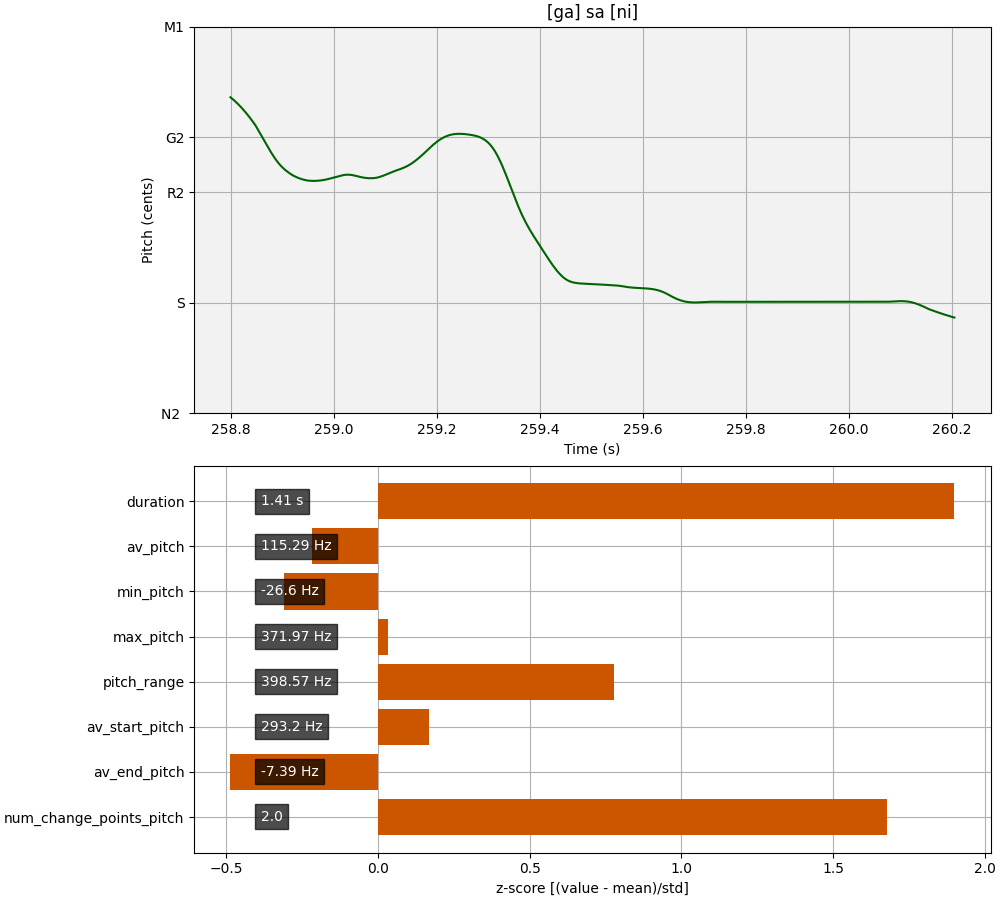 [ga] sa [ni]
M1
G2
R2
S
N2
Pitch (cents)
258.8 259.0 259.2 259.4 259.6 259.8 260.0 260.2
Time (s)
duration 1.41 s
av_pitch 115.29 Hz
min_pitch -26.6 Hz
max_pitch 371.97 Hz
pitch_range 398.57 Hz
av_start_pitch 293.2 Hz
av_end_pitch -7.39 Hz
num_change_points_pitch 2.0
−0.5 0.0 0.5 1.0 1.5 2.0
z-score [(value - mean)/std]